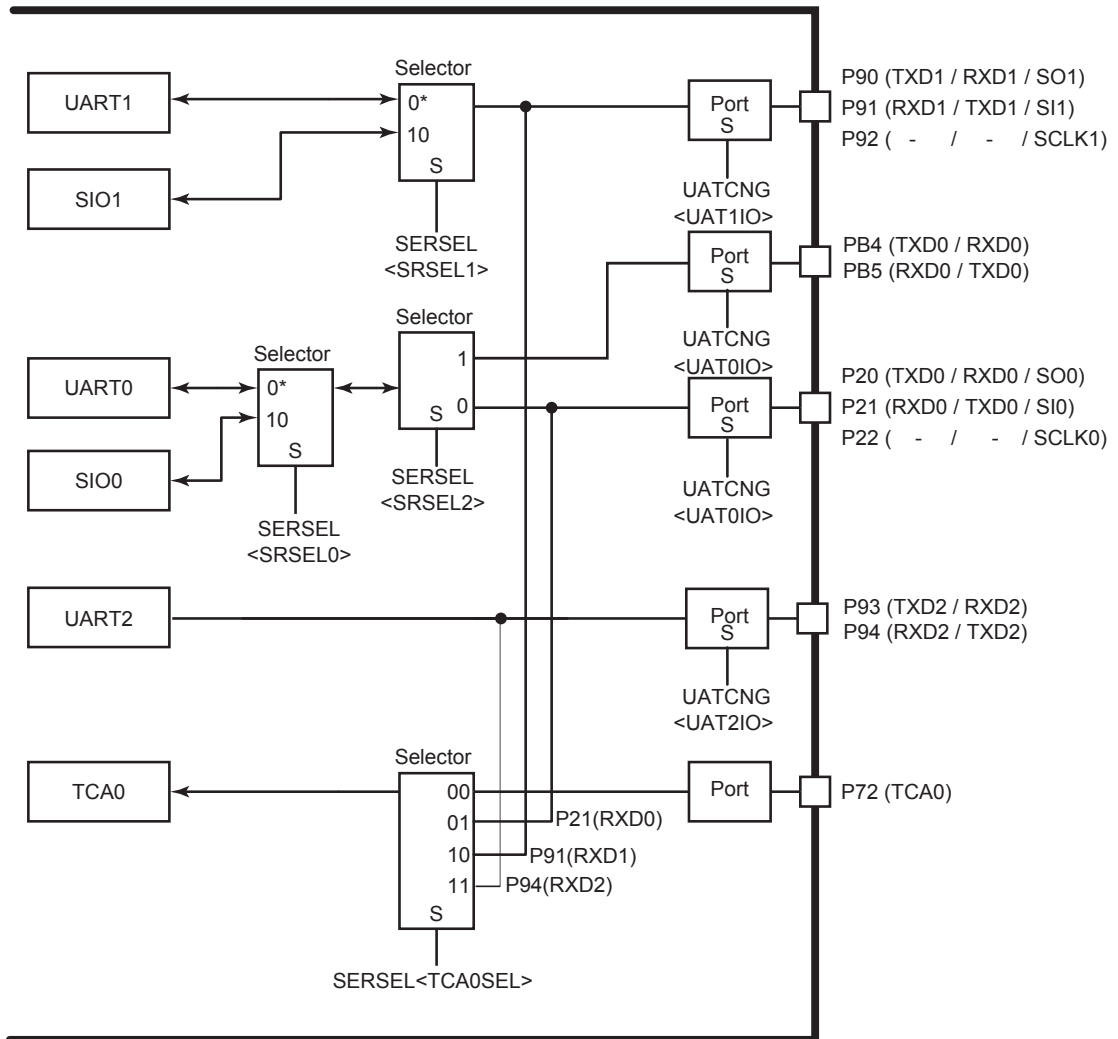 Selector
UART1
0*
10
S
SIO1
SERSEL
<SRSEL1>
Port
S
UATCNG
<UAT1IO>
P90 (TXD1 / RXD1 / SO1)
P91 (RXD1 / TXD1 / SI1)
P92 ( - / - / SCLK1)
Port
S
UATCNG
<UAT0IO>
PB4 (TXD0 / RXD0)
PB5 (RXD0 / TXD0)
Selector
1
0
S
SERSEL
<SRSEL2>
Selector
UART0
0*
10
S
SIO0
SERSEL
<SRSEL0>
Port
S
UATCNG
<UAT0IO>
P20 (TXD0 / RXD0 / SO0)
P21 (RXD0 / TXD0 / SI0)
P22 ( - / - / SCLK0)
UART2
Port
S
UATCNG
<UAT2IO>
P93 (TXD2 / RXD2)
P94 (RXD2 / TXD2)
Selector
TCA0
00
01
10
11
S
P21(RXD0)
P91(RXD1)
P94(RXD2)
SERSEL<TCA0SEL>
Port
P72 (TCA0)